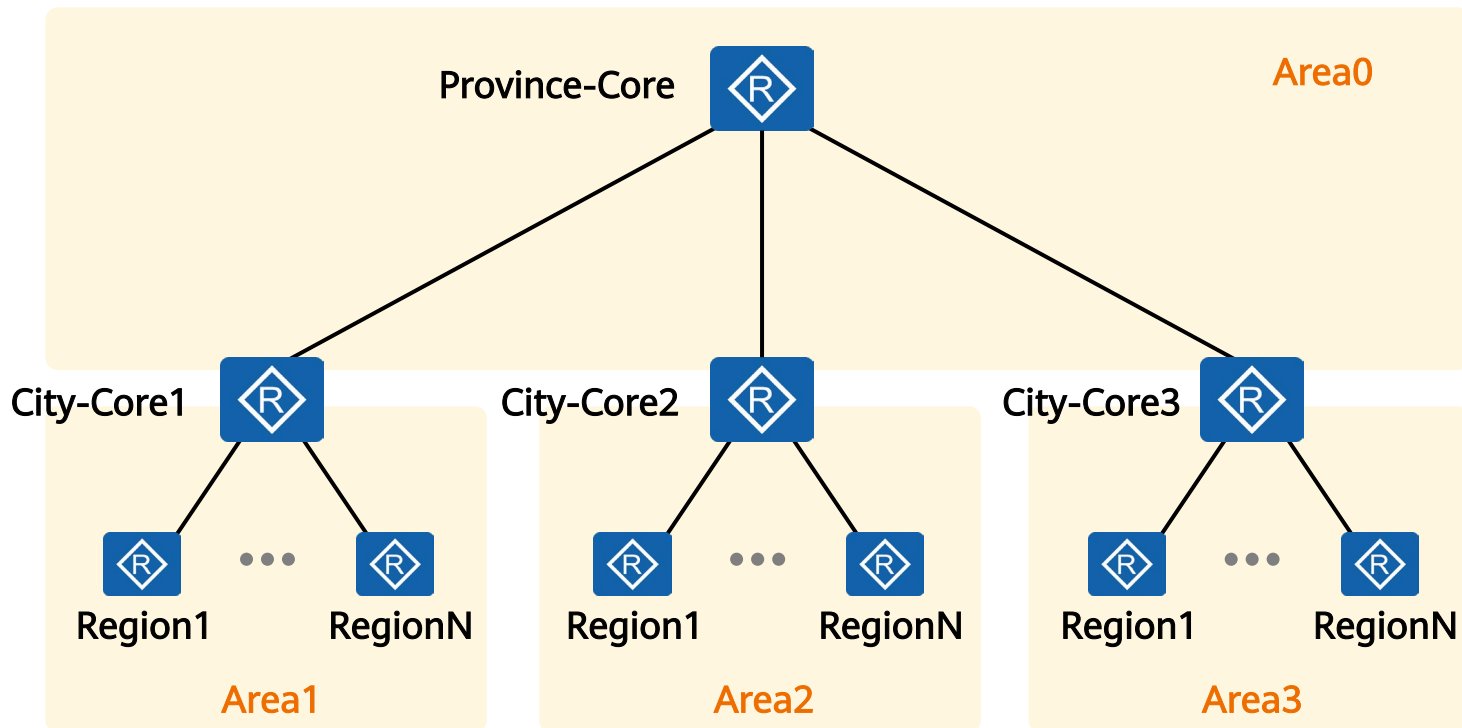 Province-Core
R
Area0
City-Core1
R
City-Core2
R
City-Core3
R
R
R
R
R
R
R
Region1
RegionN
Region1
RegionN
Region1
RegionN
Area1
Area2
Area3